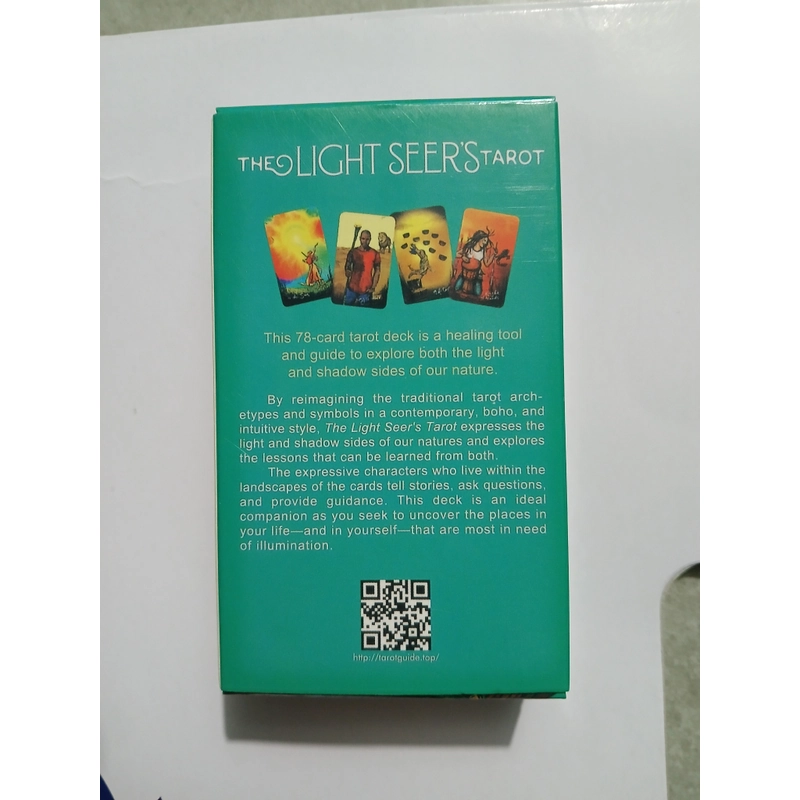 THE LIGHT SEER'S TAROT
This 78-card tarot deck is a healing tool
and guide to explore both the light
and shadow sides of our nature.
By reimagining the traditional tarot arch-
etypes and symbols in a contemporary, boho, and
intuitive style, The Light Seer's Tarot expresses the
light and shadow sides of our natures and explores
the lessons that can be learned from both.
The expressive characters who live within the
landscapes of the cards tell stories, ask questions,
and provide guidance. This deck is an ideal
companion as you seek to uncover the places in
your life—and in yourself—that are most in need
of illumination.
http://tarotguide.top/